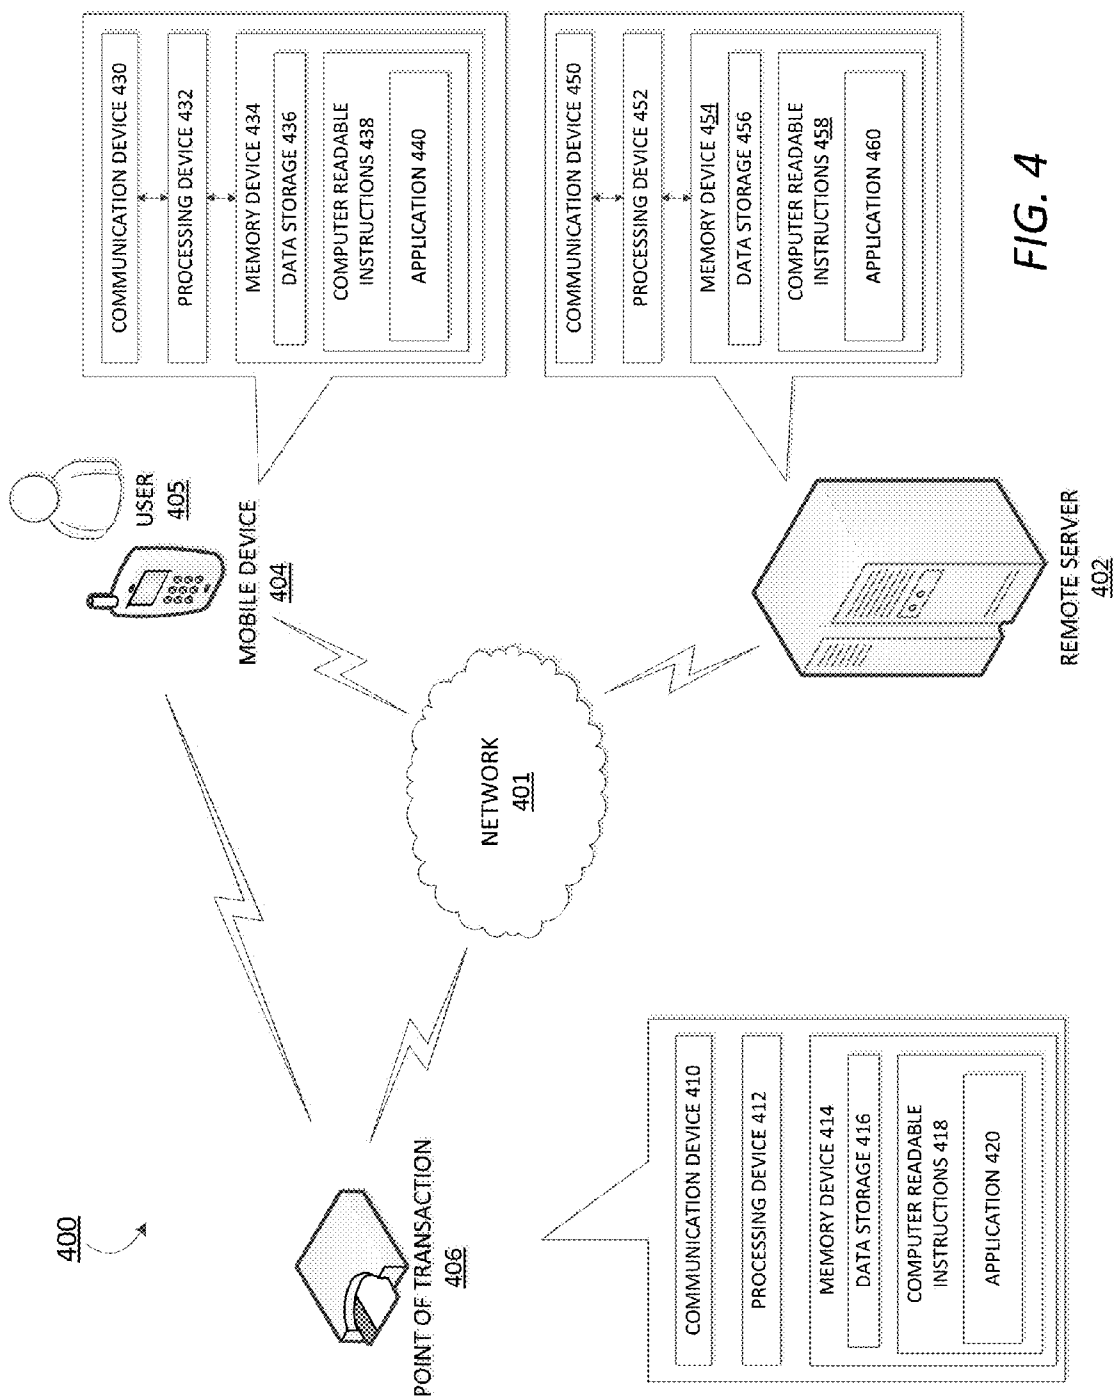 400
POINT OF TRANSACTION
406
COMMUNICATION DEVICE 410
PROCESSING DEVICE 412
MEMORY DEVICE 414
DATA STORAGE 416
COMPUTER READABLE
INSTRUCTIONS 418
APPLICATION 420
NETWORK
401
USER
405
MOBILE DEVICE
404
COMMUNICATION DEVICE 430
PROCESSING DEVICE 432
MEMORY DEVICE 434
DATA STORAGE 436
COMPUTER READABLE
INSTRUCTIONS 438
APPLICATION 440
REMOTE SERVER
402
COMMUNICATION DEVICE 450
PROCESSING DEVICE 452
MEMORY DEVICE 454
DATA STORAGE 456
COMPUTER READABLE
INSTRUCTIONS 458
APPLICATION 460
FIG. 4